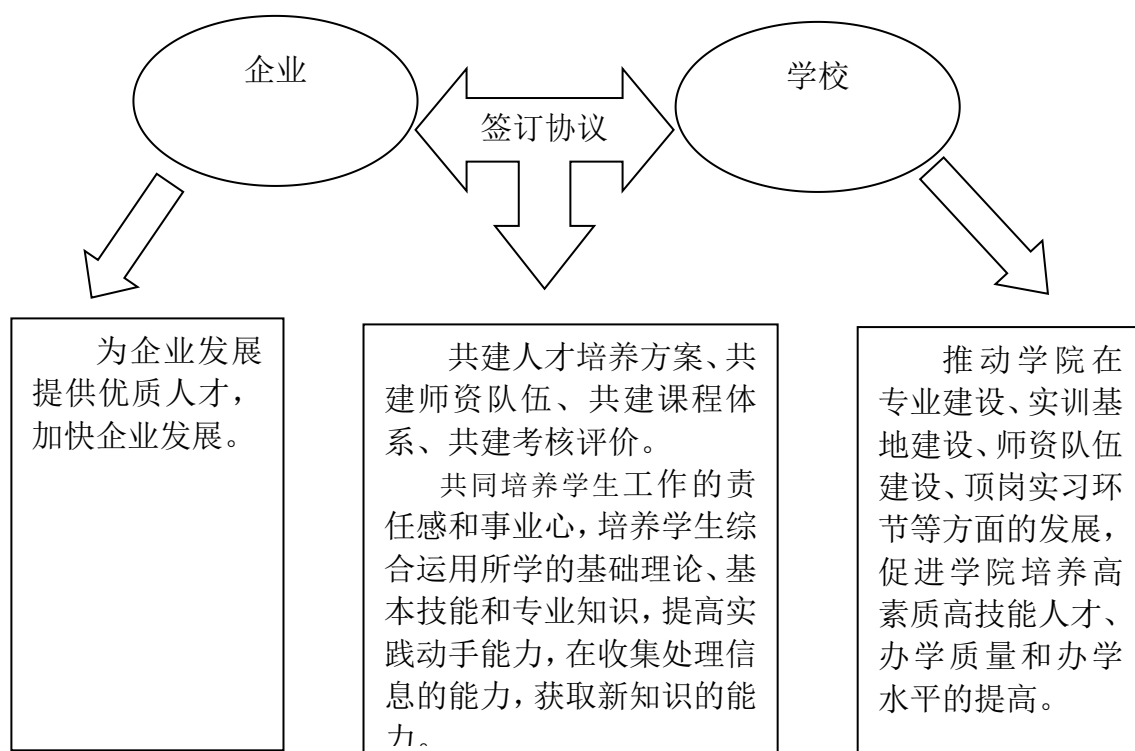 企业
学校
签订协议
为企业发展
提供优质人才，
加快企业发展。
共建人才培养方案、共
建师资队伍、共建课程体
系、共建考核评价。
共同培养学生工作的责
任感和事业心，培养学生综
合运用所学的基础理论、基
本技能和专业知识，提高实
践动手能力，在收集处理信
息的能力，获取新知识的能
力。
推动学院在
专业建设、实训基
地建设、师资队伍
建设、顶岗实习环
节等方面的发展，
促进学院培养高
素质高技能人才、
办学质量和办学
水平的提高。